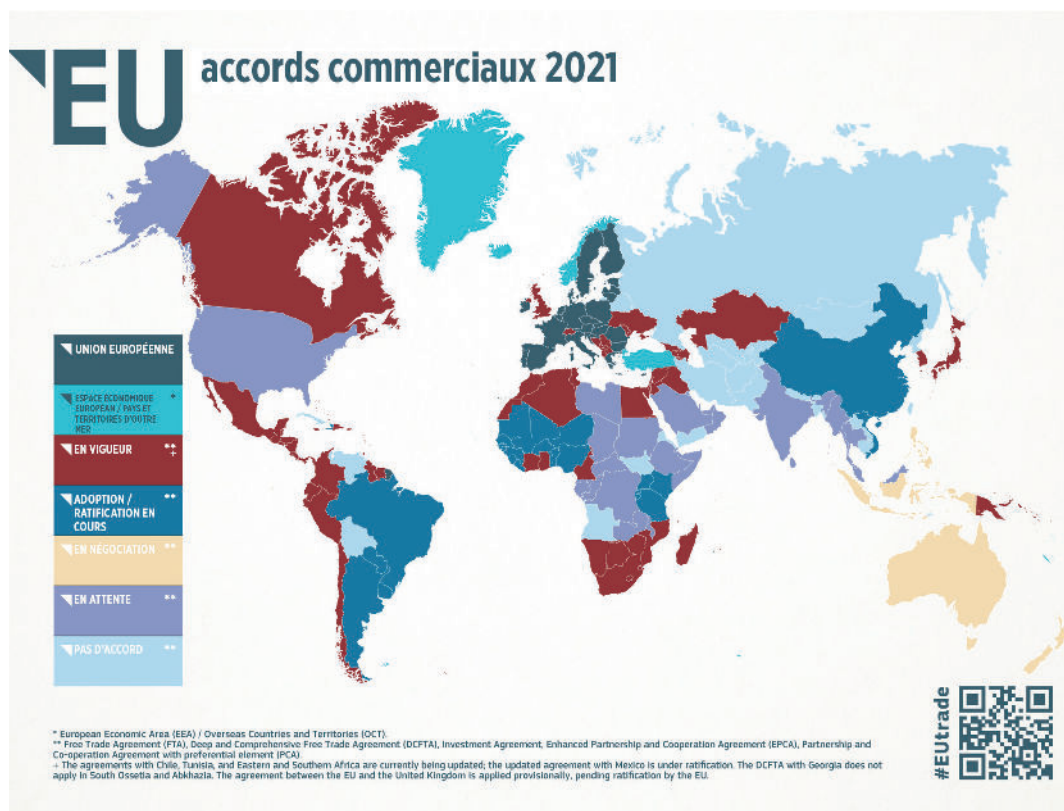 EU
accords commerciaux 2021
UNION EUROPÉENNE
ESPACE ECONOMIQUE *
EUROPEAN / PAYS ET
TERRITOIRES D'OUTRE
MER
EN VIGUEUR **
+
ADOPTION / **
RATIFICATION EN
COURS
EN NÉGOCIATION **
EN ATTENTE **
PAS D'ACCORD **
#EUtrade
* European Economic Area (EEA) / Overseas Countries and Territories (OCT).
** Free Trade Agreement (FTA), Deep and Comprehensive Free Trade Agreement (DCFTA), Investment Agreement, Enhanced Partnership and Cooperation Agreement (EPCA), Partnership and
Co-operation Agreement with preferential element (PCA).
+ The agreements with Chile, Tunisia, and Eastern and Southern Africa are currently being updated; the updated agreement with Mexico is under ratification. The DCFTA with Georgia does not
apply in South Ossetia and Abkhazia. The agreement between the EU and the United Kingdom is applied provisionally, pending ratification by the EU.